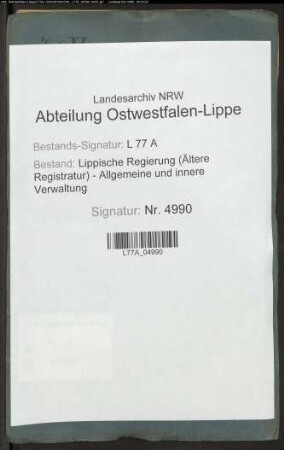 Landesarchiv NRW
Abteilung Ostwestfalen-Lippe
Bestands-Signatur: L 77 A
Bestand: Lippische Regierung (Ältere
Registratur) - Allgemeine und innere
Verwaltung
Signatur: Nr. 4990
L77A_04990